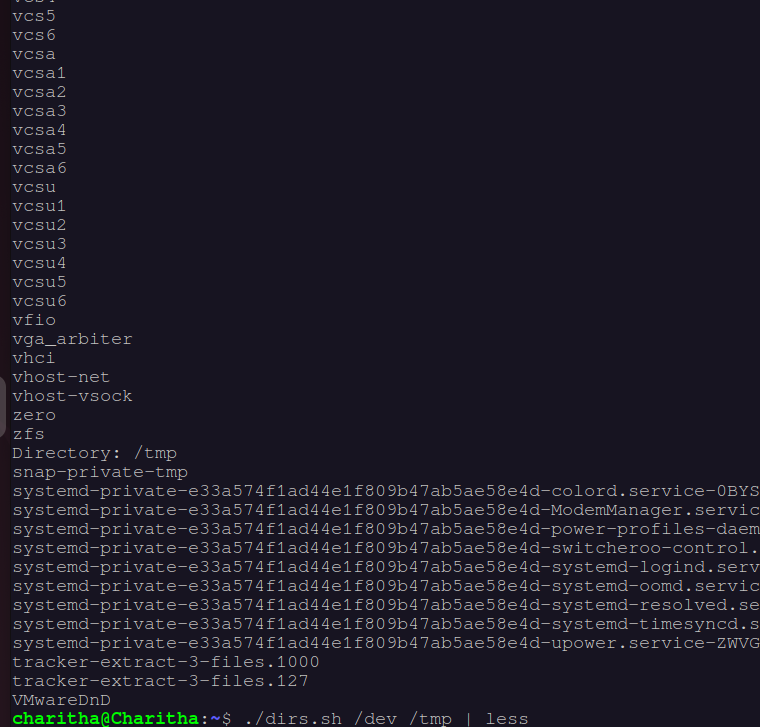 vcs5
vcs6
vcsa
vcsa1
vcsa2
vcsa3
vcsa4
vcsa5
vcsa6
vcsu
vcsu1
vcsu2
vcsu3
vcsu4
vcsu5
vcsu6
vfio
vga_arbiter
vhci
vhost-net
vhost-vsock
zero
zfs
Directory: /tmp
snap-private-tmp
systemd-private-e33a574f1ad44e1f809b47ab5ae58e4d-colord.service-0BYS
systemd-private-e33a574f1ad44e1f809b47ab5ae58e4d-ModemManager.servic
systemd-private-e33a574f1ad44e1f809b47ab5ae58e4d-power-profiles-daem
systemd-private-e33a574f1ad44e1f809b47ab5ae58e4d-switcheroo-control.
systemd-private-e33a574f1ad44e1f809b47ab5ae58e4d-systemd-logind.serv
systemd-private-e33a574f1ad44e1f809b47ab5ae58e4d-systemd-oomd.servic
systemd-private-e33a574f1ad44e1f809b47ab5ae58e4d-systemd-resolved.se
systemd-private-e33a574f1ad44e1f809b47ab5ae58e4d-systemd-timesyncd.s
systemd-private-e33a574f1ad44e1f809b47ab5ae58e4d-upower.service-ZWVG
tracker-extract-3-files.1000
tracker-extract-3-files.127
VMwareDnD
charitha@Charitha:~$ ./dirs.sh /dev /tmp | less